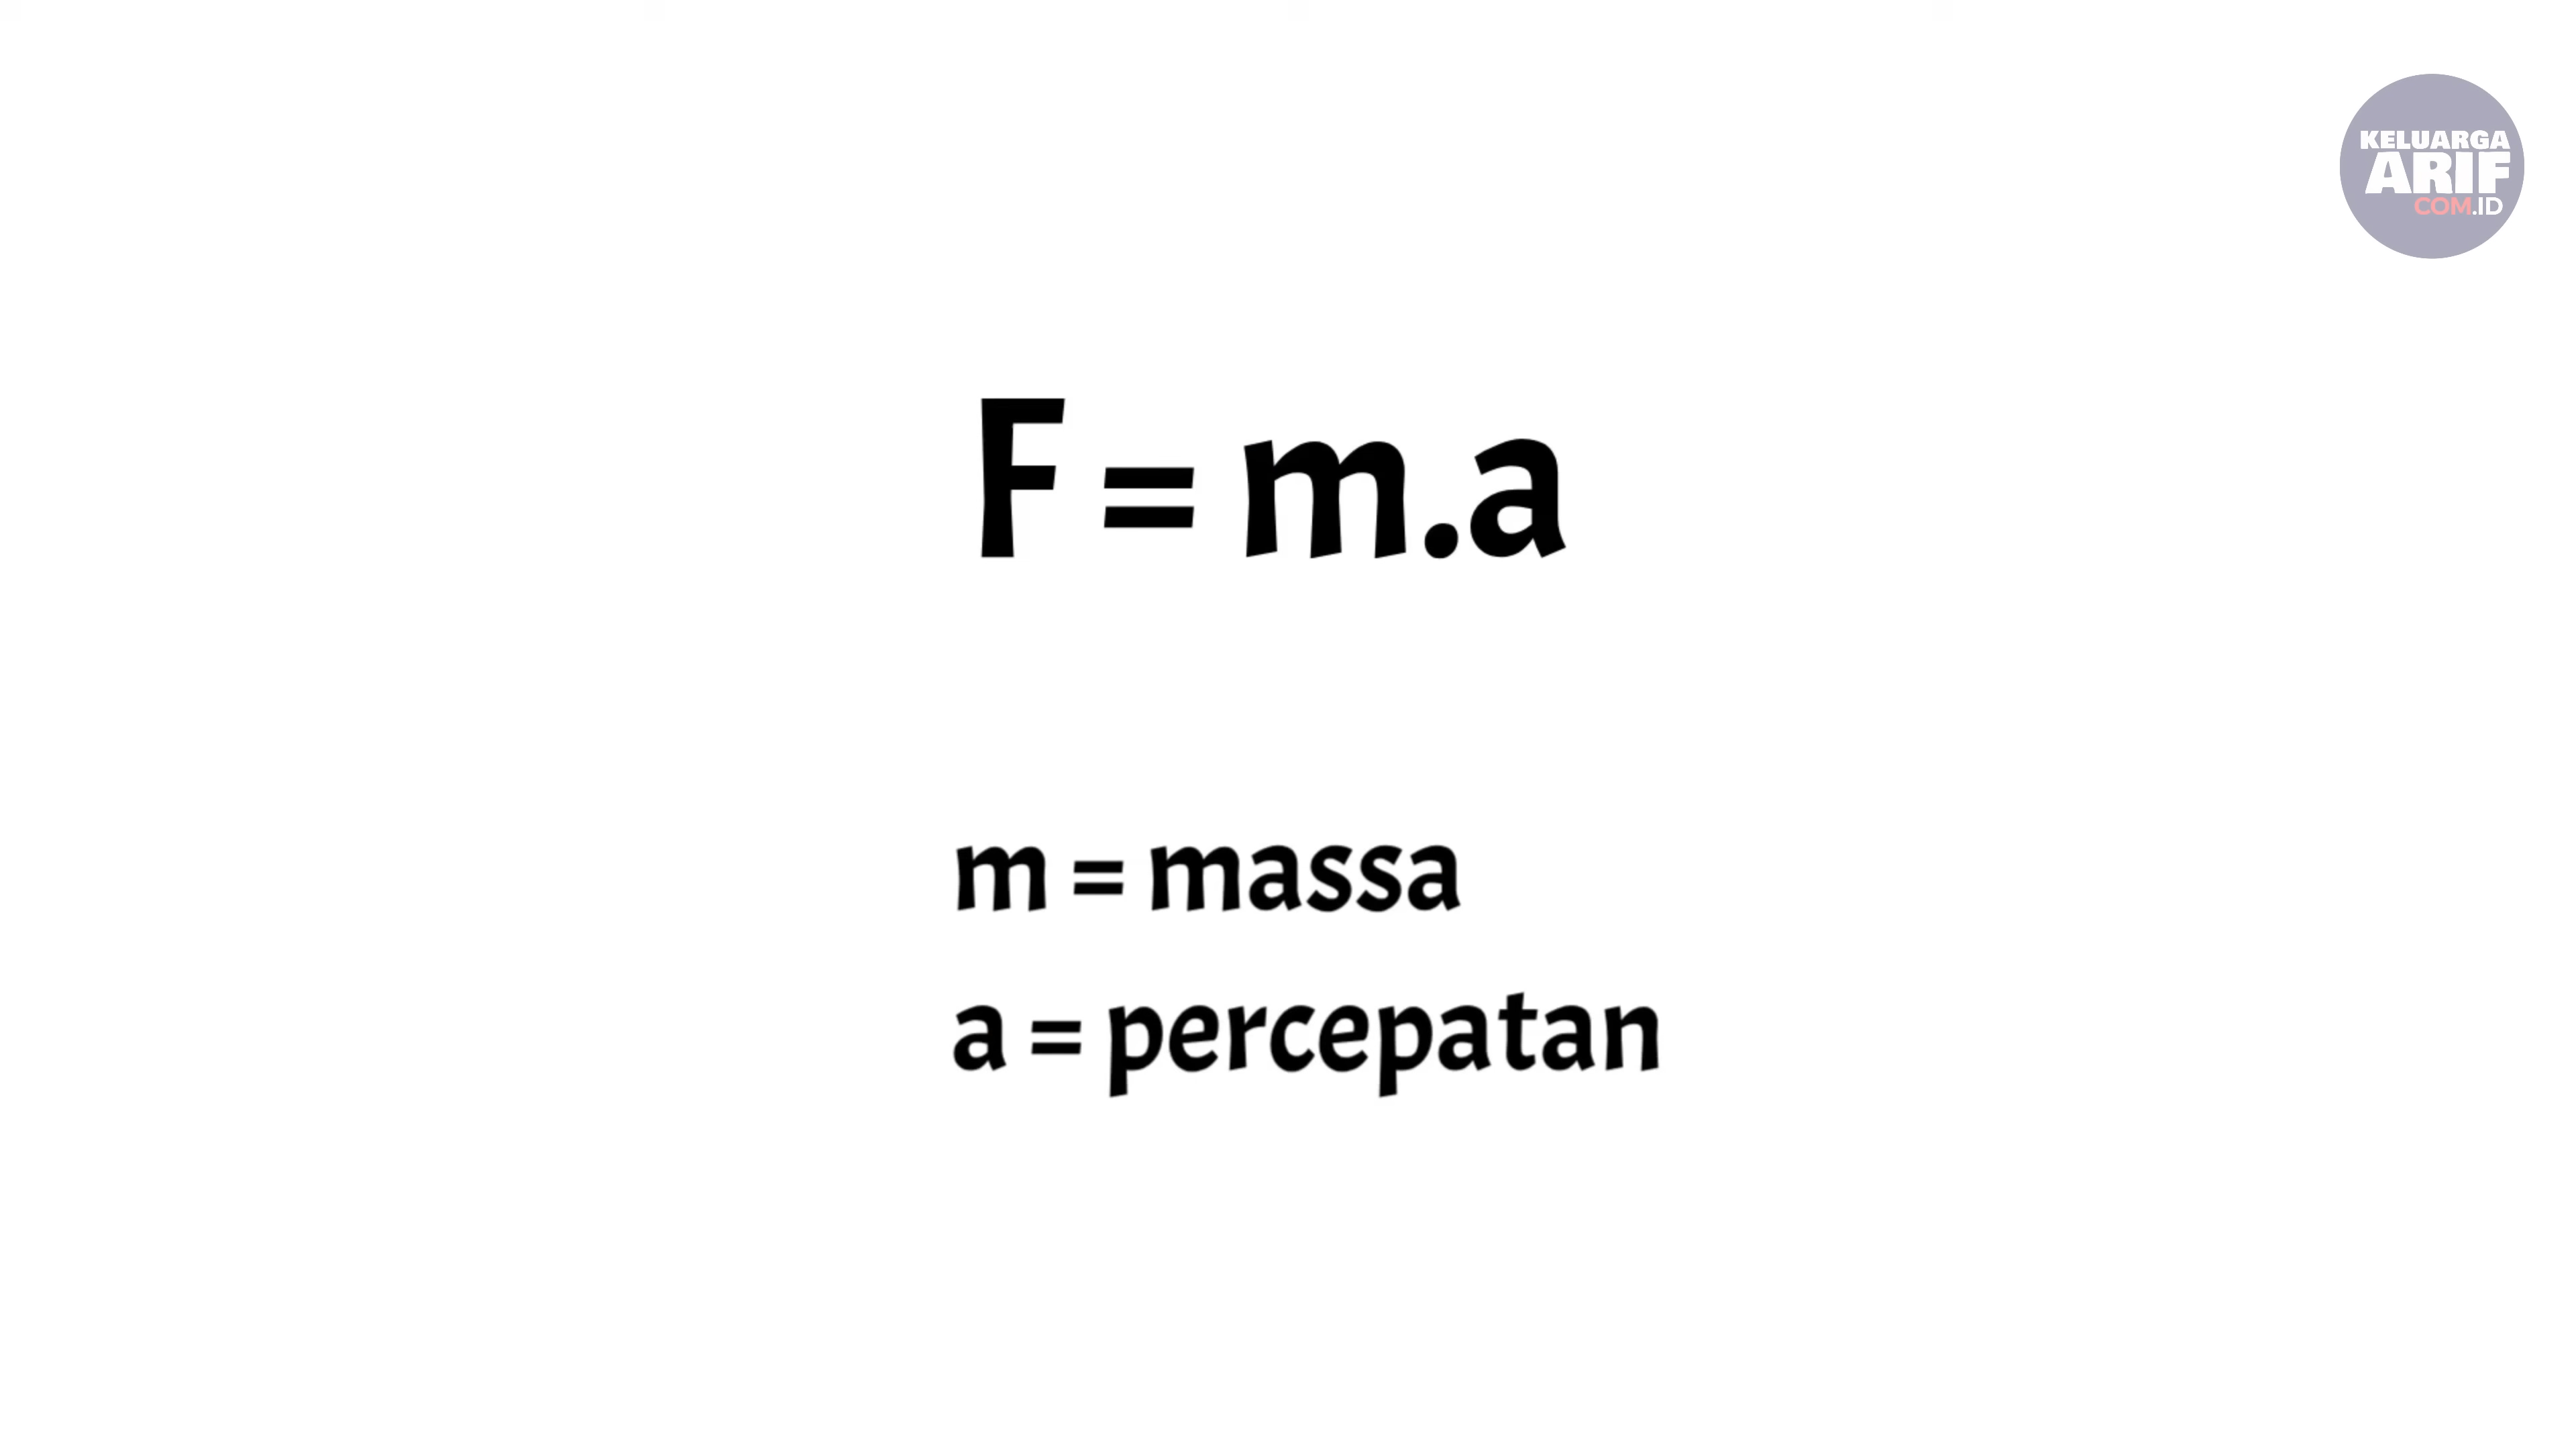 KELUARGA
ARIF
COM.ID
F = m.a
m = massa
a = percepatan